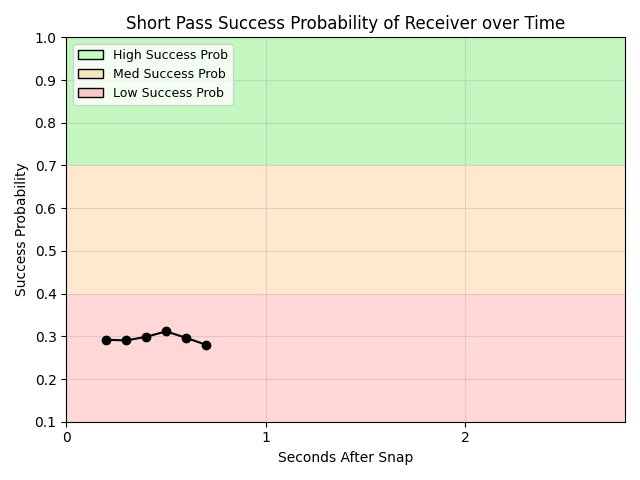 Short Pass Success Probability of Receiver over Time
1.0
0.9
0.8
0.7
0.6
0.5
0.4
0.3
0.2
0.1
High Success Prob
Med Success Prob
Low Success Prob
Success Probability
0
1
2
Seconds After Snap